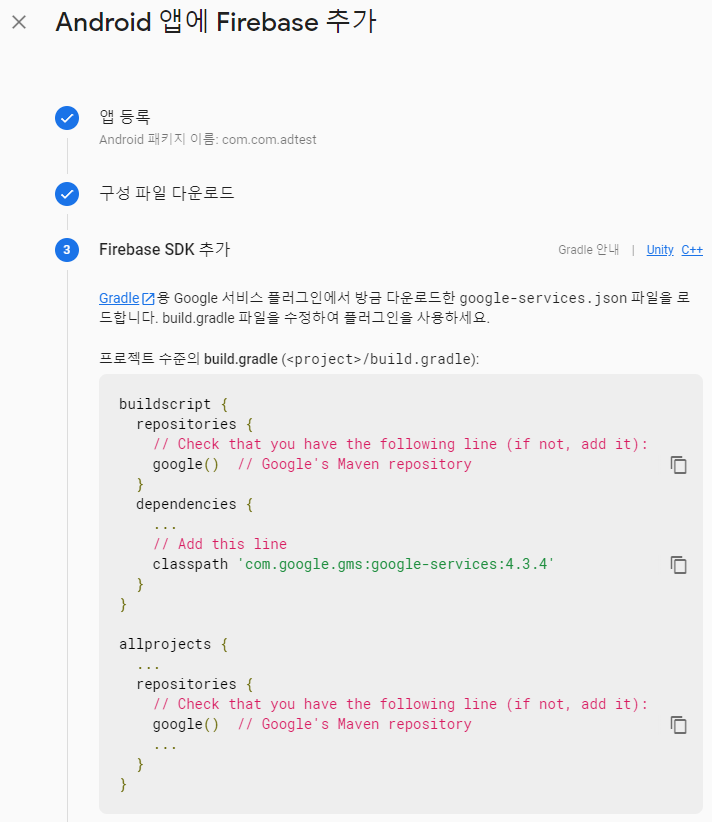 Android 앱에 Firebase 추가
앱 등록
Android 패키지 이름: com.com.adtest
구성 파일 다운로드
3 Firebase SDK 추가 Gradle 안내 | Unity C++
Gradle용 Google 서비스 플러그인에서 방금 다운로드한 google-services.json 파일을 로
드합니다. build.gradle 파일을 수정하여 플러그인을 사용하세요.
프로젝트 수준의 build.gradle (<project>/build.gradle):
buildscript {
  repositories {
    // Check that you have the following line (if not, add it):
    google()  // Google's Maven repository
  }
  dependencies {
    ...
    // Add this line
    classpath 'com.google.gms:google-services:4.3.4'
  }
}
allprojects {
  ...
  repositories {
    // Check that you have the following line (if not, add it):
    google()  // Google's Maven repository
    ...
  }
}